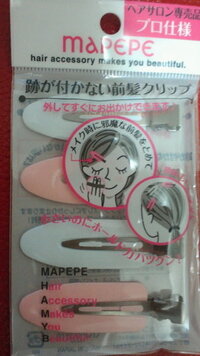 ヘアサロン専売品
プロ仕様
MAPEPE
hair accessory makes you beautiful.
跡が付かない前髪クリップ
外してすぐにお出かけできます
メイク時に邪魔な前髪をとめて
MAPEPE
Hair
Accessory
Makes
You
Beautiful